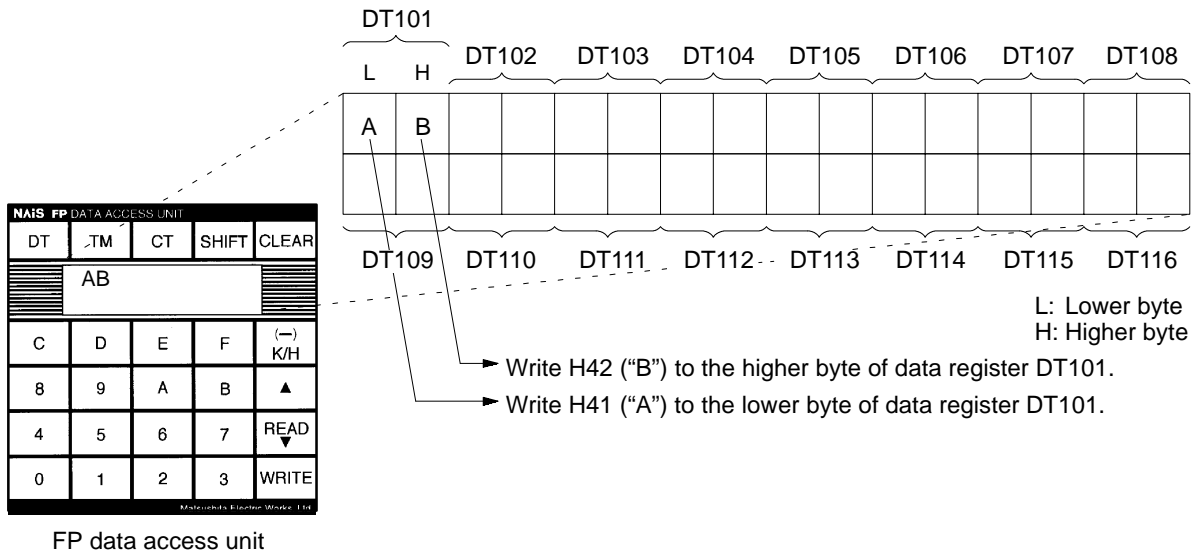 DT101
L H DT102 DT103 DT104 DT105 DT106 DT107 DT108
A B
DT109 DT110 DT111 DT112 DT113 DT114 DT115 DT116
L: Lower byte
H: Higher byte
Write H42 (“B”) to the higher byte of data register DT101.
Write H41 (“A”) to the lower byte of data register DT101.
NAiS FP DATA ACCESS UNIT
DT TM CT SHIFT CLEAR
AB
C D E F (—) K/H
8 9 A B ▲
4 5 6 7 READ ▼
0 1 2 3 WRITE
Matsushita Electric Works, Ltd.
FP data access unit